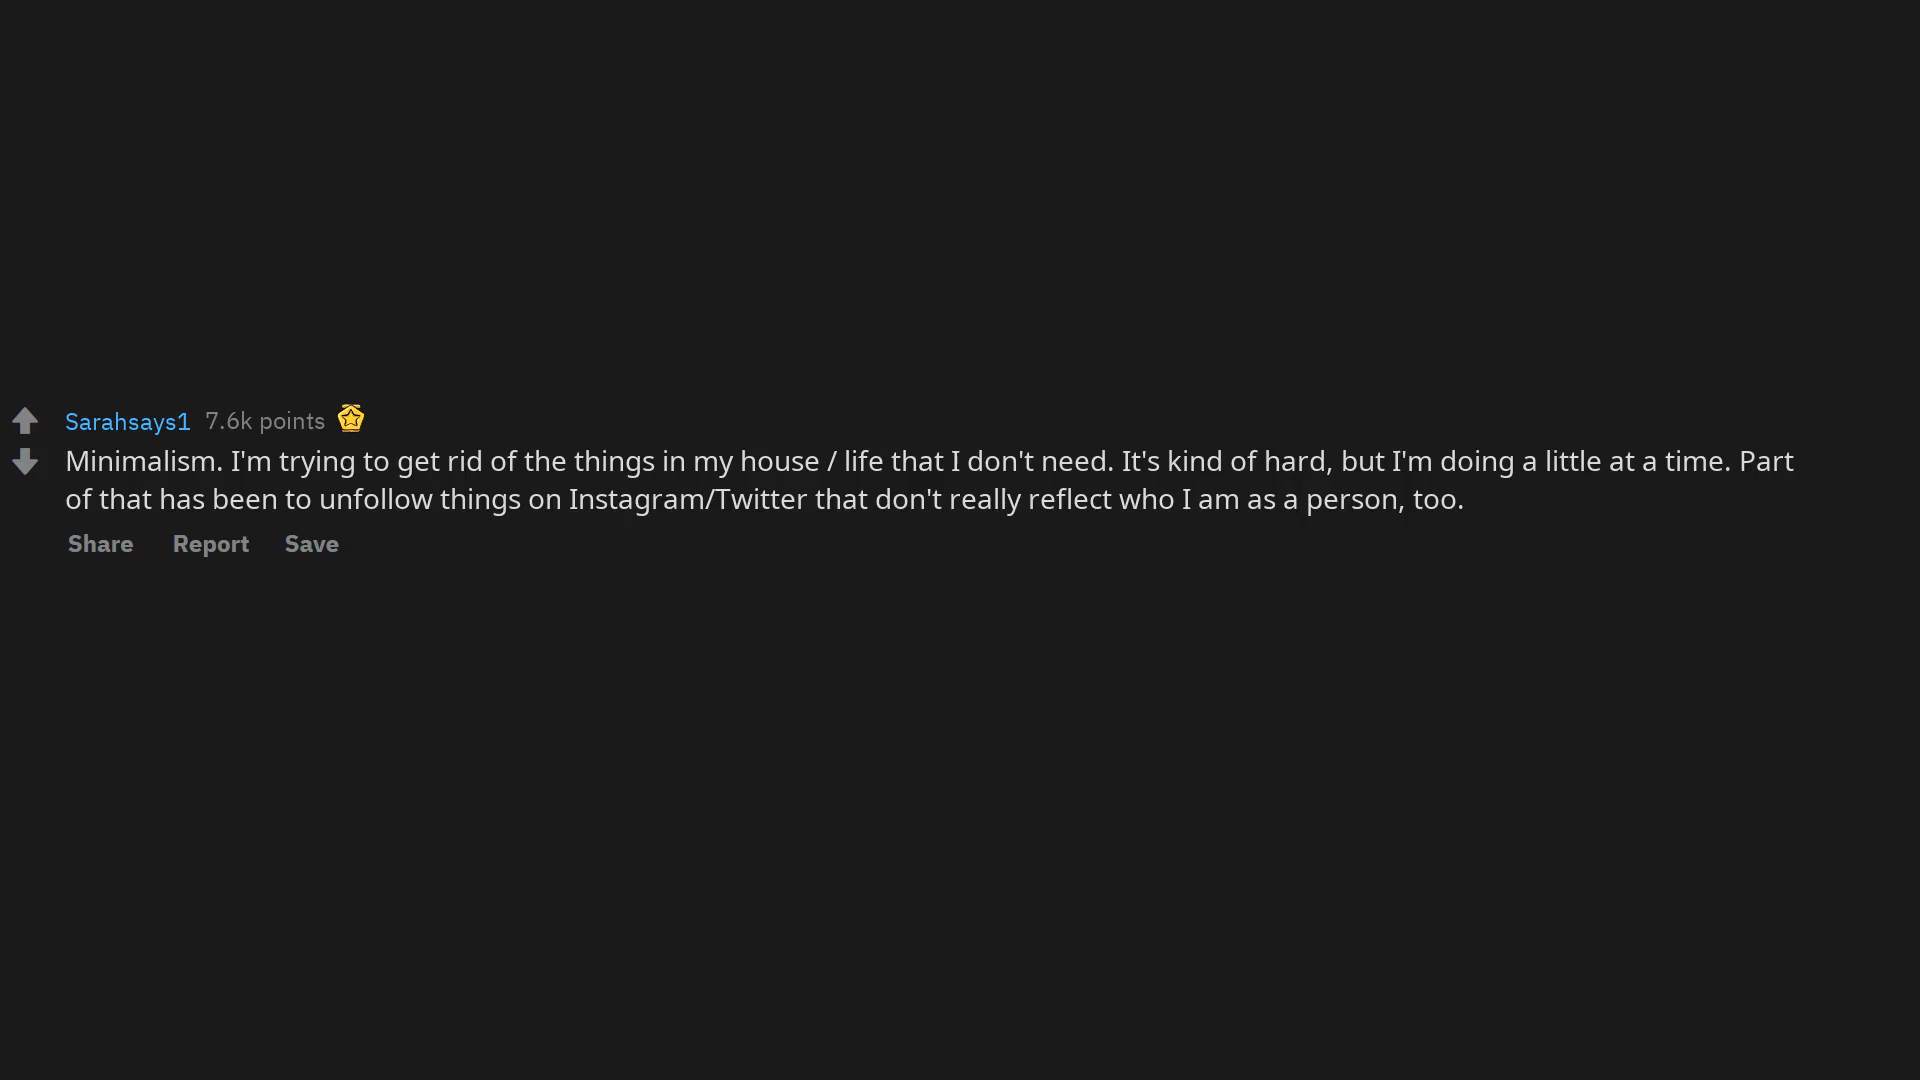 Sarahsays1 7.6k points
Minimalism. I'm trying to get rid of the things in my house / life that I don't need. It's kind of hard, but I'm doing a little at a time. Part
of that has been to unfollow things on Instagram/Twitter that don't really reflect who I am as a person, too.
Share Report Save